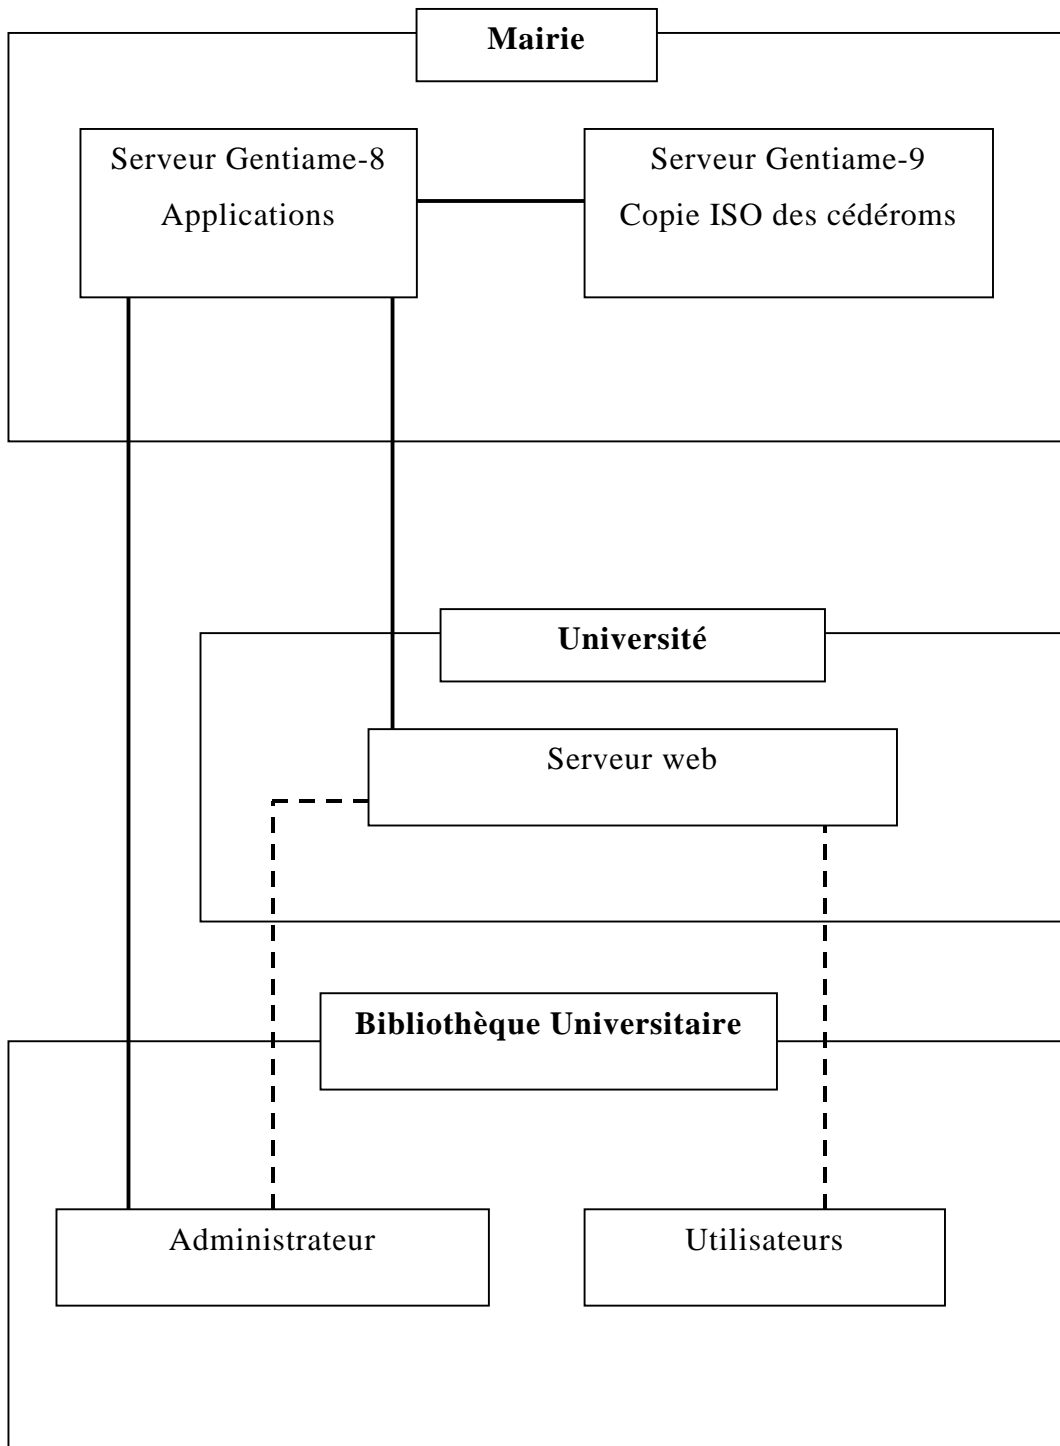 Mairie
Serveur Gentiame-8
Applications
Serveur Gentiame-9
Copie ISO des cédéroms
Université
Serveur web
Bibliothèque Universitaire
Administrateur
Utilisateurs